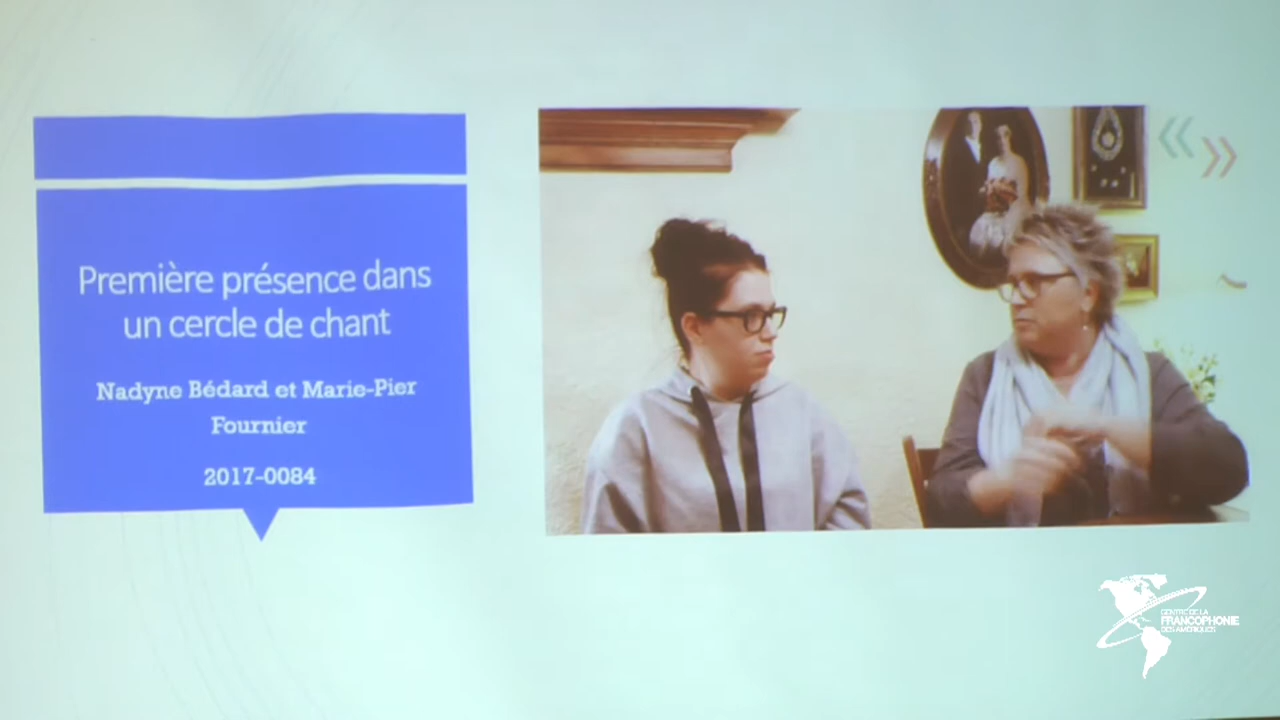 Première présence dans
un cercle de chant
Nadyne Bédard et Marie-Pier
Fournier
2017-0084
CENTRE DE LA
FRANCOPHONIE
DES AMÉRIQUES